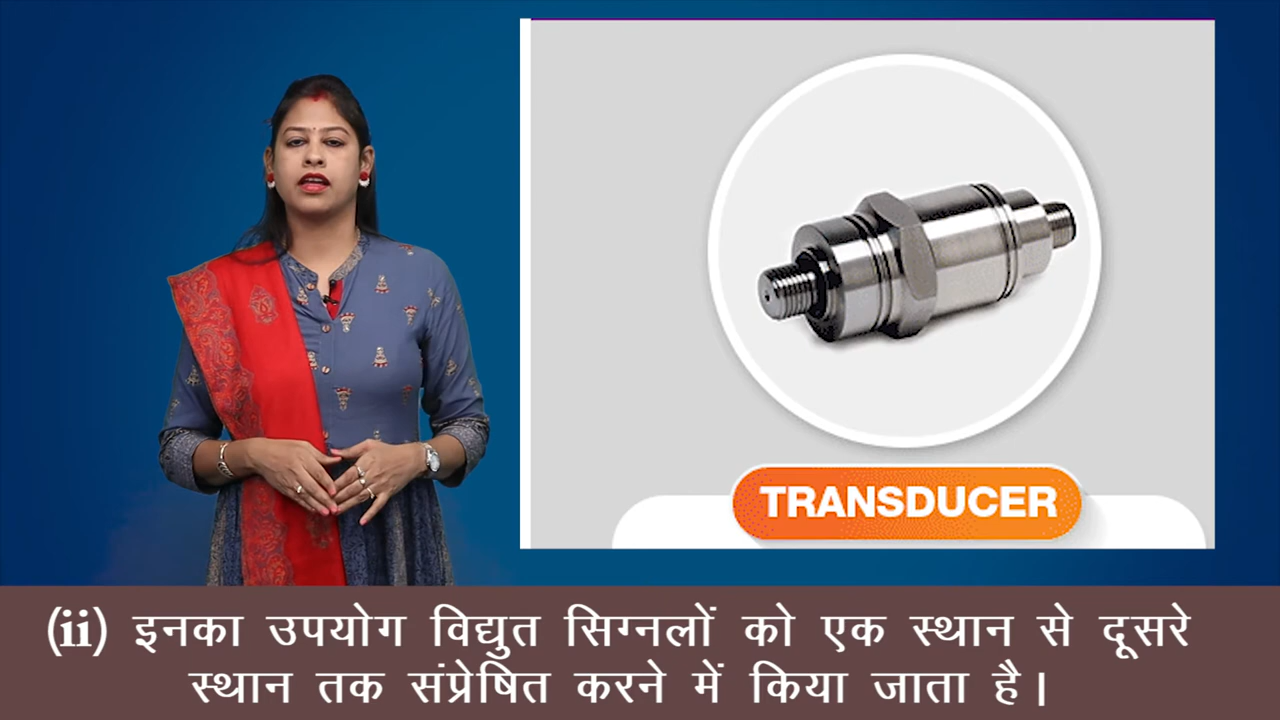 TRANSDUCER
(ii) इनका उपयोग विद्युत सिग्नलों को एक स्थान से दूसरे
स्थान तक संप्रेषित करने में किया जाता है।